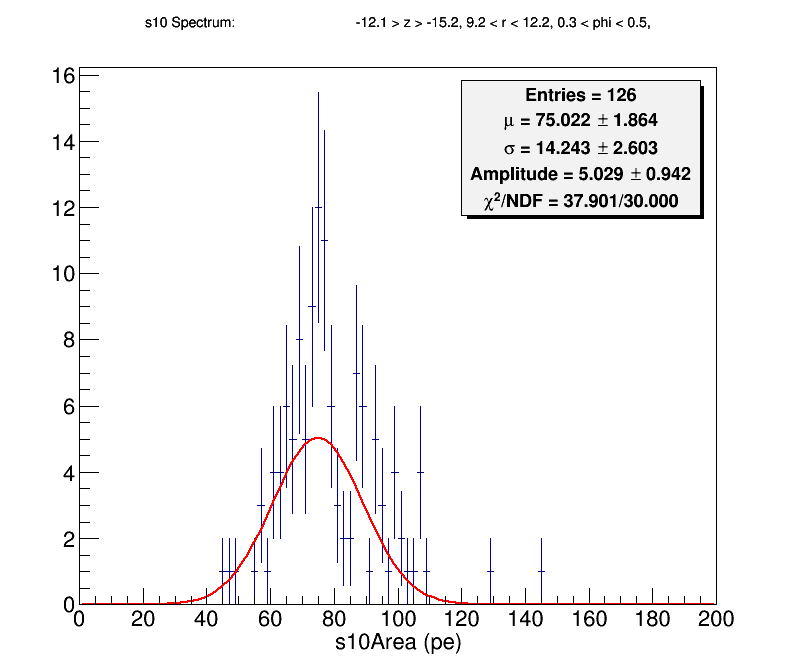 s10 Spectrum: -12.1 > z > -15.2, 9.2 < r < 12.2, 0.3 < phi < 0.5,
Entries = 126
μ = 75.022 ± 1.864
σ = 14.243 ± 2.603
Amplitude = 5.029 ± 0.942
χ²/NDF = 37.901/30.000
16
14
12
10
8
6
4
2
0
0 20 40 60 80 100 120 140 160 180 200
s10Area (pe)